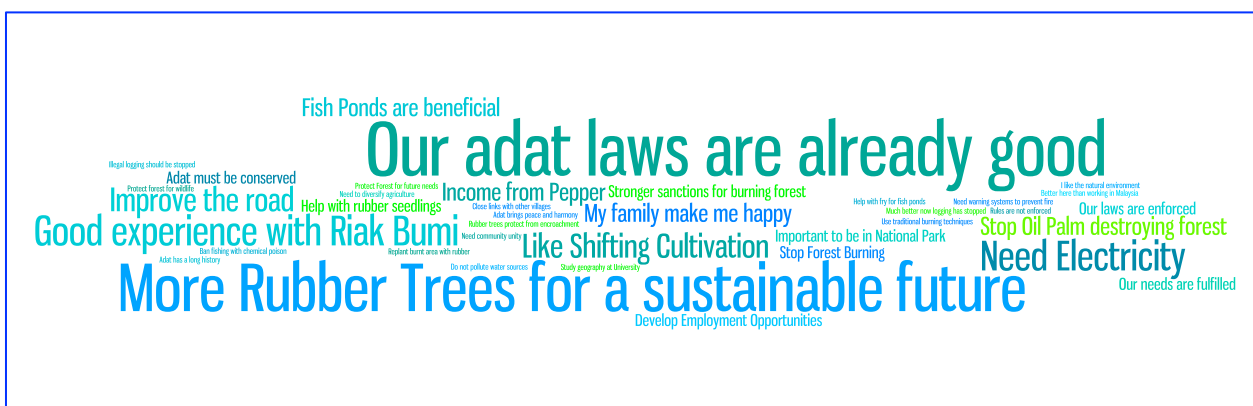 Fish Ponds are beneficial
Our adat laws are already good
Illegal logging should be stopped
Adat must be conserved
Protect forest for wildlife
Improve the road
Protect Forest for future needs
Need to diversify agriculture
Help with rubber seedlings
Income from Pepper
Stronger sanctions for burning forest
I like the natural environment
Better here than working in Malaysia
Close links with other villages
Adat brings peace and harmony
My family make me happy
Help with fry for fish ponds
Need warning systems to prevent fire
Much better now logging has stopped
Rules are not enforced
Our laws are enforced
Good experience with Riak Bumi
Rubber trees protect from encroachment
Use traditional burning techniques
Stop Oil Palm destroying forest
Need community unity
Like Shifting Cultivation
Important to be in National Park
Ban fishing with chemical poison
Replant burnt area with rubber
Stop Forest Burning
Need Electricity
Adat has a long history
Do not pollute water sources
Study geography at University
More Rubber Trees for a sustainable future
Our needs are fulfilled
Develop Employment Opportunities